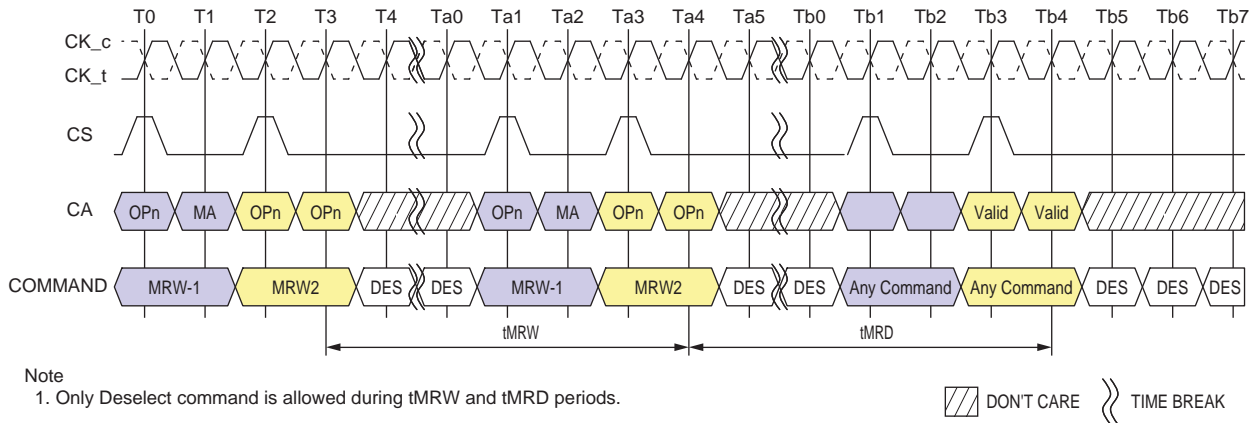 T0 T1 T2 T3 T4 Ta0 Ta1 Ta2 Ta3 Ta4 Ta5 Tb0 Tb1 Tb2 Tb3 Tb4 Tb5 Tb6 Tb7
CK_c
CK_t
CS
CA OPn MA OPn OPn OPn MA OPn OPn Valid Valid
COMMAND MRW-1 MRW2 DES DES MRW-1 MRW2 DES DES Any Command Any Command DES DES DES
tMRW tMRD
Note
1. Only Deselect command is allowed during tMRW and tMRD periods.
DON'T CARE TIME BREAK